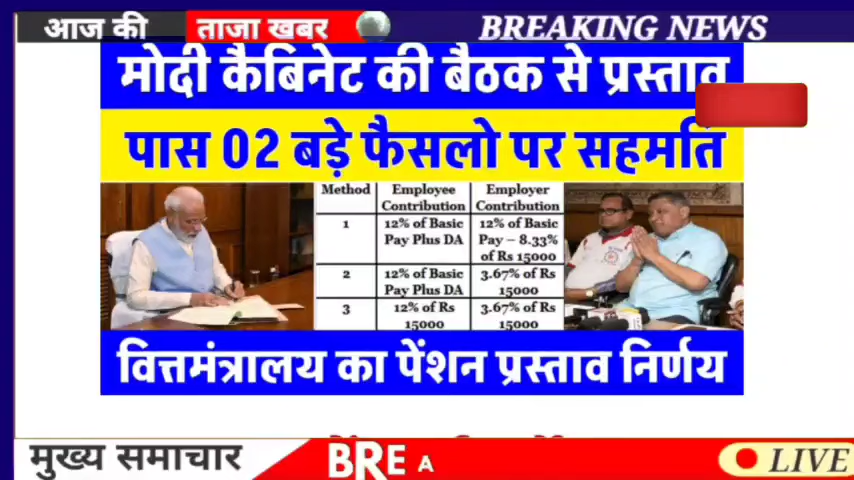 आज की ताजा खबर BREAKING NEWS
मोदी कैबिनेट की बैठक से प्रस्ताव
पास 02 बड़े फैसलो पर सहमति
Method Employee Contribution Employer Contribution
1 12% of Basic Pay Plus DA 12% of Basic Pay – 8.33% of Rs 15000
2 12% of Basic Pay Plus DA 3.67% of Rs 15000
3 12% of Rs 15000 3.67% of Rs 15000
वित्तमंत्रालय का पेंशन प्रस्ताव निर्णय
मुख्य समाचार BREA LIVE